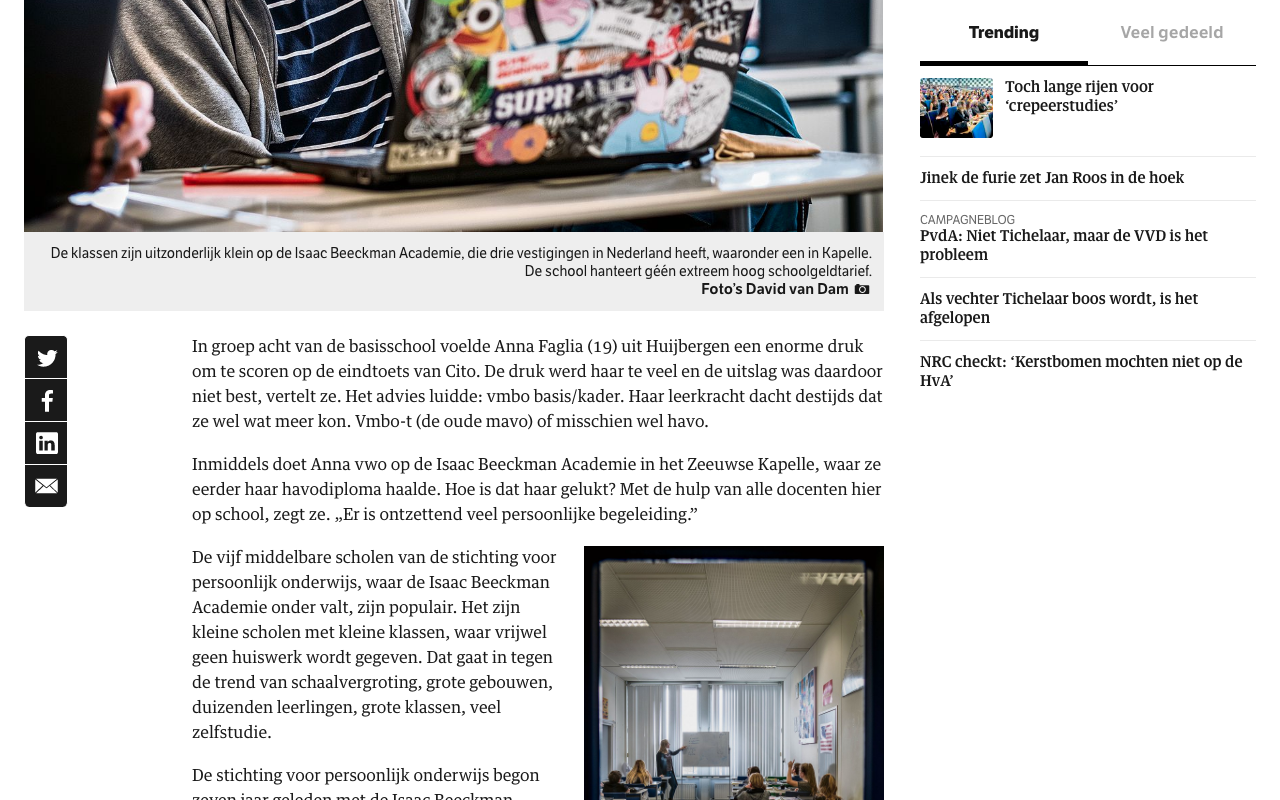 SUPR
De klassen zijn uitzonderlijk klein op de Isaac Beeckman Academie, die drie vestigingen in Nederland heeft, waaronder een in Kapelle.
De school hanteert géén extreem hoog schoolgeldtarief.
Foto's David van Dam
In groep acht van de basisschool voelde Anna Faglia (19) uit Huijbergen een enorme druk
om te scoren op de eindtoets van Cito. De druk werd haar te veel en de uitslag was daardoor
niet best, vertelt ze. Het advies luidde: vmbo basis/kader. Haar leerkracht dacht destijds dat
ze wel wat meer kon. Vmbo-t (de oude mavo) of misschien wel havo.
Inmiddels doet Anna vwo op de Isaac Beeckman Academie in het Zeeuwse Kapelle, waar ze
eerder haar havodiploma haalde. Hoe is dat haar gelukt? Met de hulp van alle docenten hier
op school, zegt ze. „Er is ontzettend veel persoonlijke begeleiding.”
De vijf middelbare scholen van de stichting voor
persoonlijk onderwijs, waar de Isaac Beeckman
Academie onder valt, zijn populair. Het zijn
kleine scholen met kleine klassen, waar vrijwel
geen huiswerk wordt gegeven. Dat gaat in tegen
de trend van schaalvergroting, grote gebouwen,
duizenden leerlingen, grote klassen, veel
zelfstudie.
De stichting voor persoonlijk onderwijs begon
zeven jaar geleden met de Isaac Beeckman
Trending
Veel gedeeld
Toch lange rijen voor
‘crepeerstudies’
Jinek de furie zet Jan Roos in de hoek
CAMPAGNEBLOG
PvdA: Niet Tichelaar, maar de VVD is het
probleem
Als vechter Tichelaar boos wordt, is het
afgelopen
NRC checkt: ‘Kerstbomen mochten niet op de
HvA’